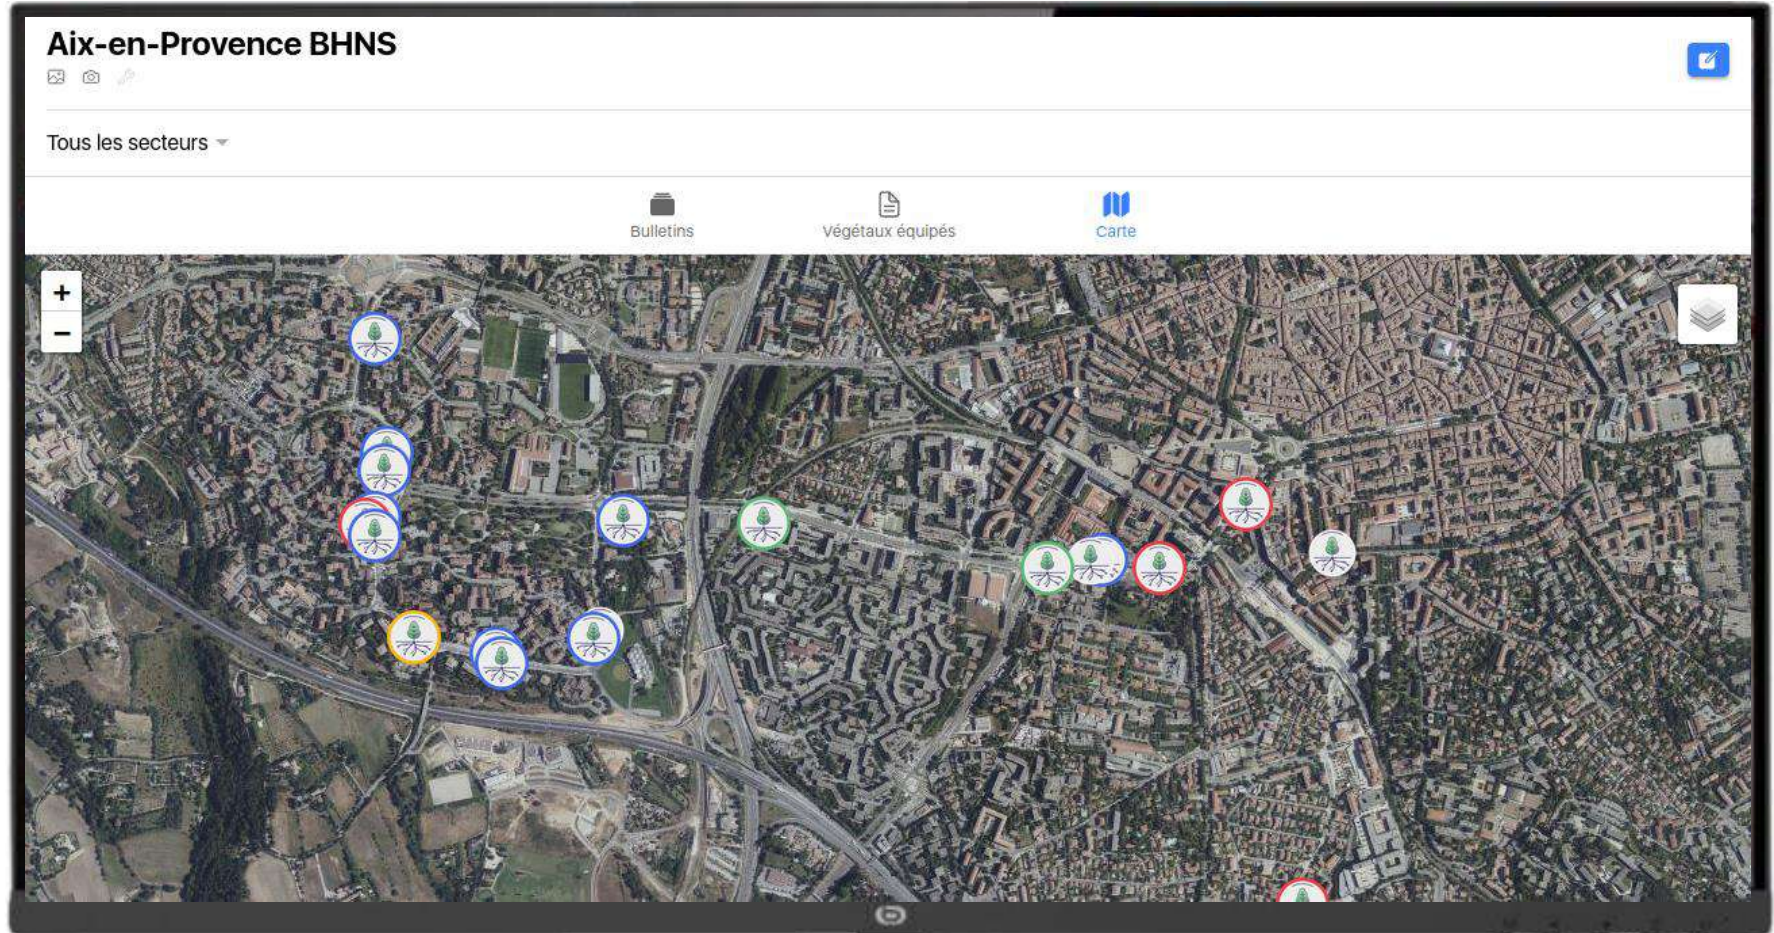 Aix-en-Provence BHNS
Tous les secteurs
Bulletins
Végétaux équipés
Carte
+
−